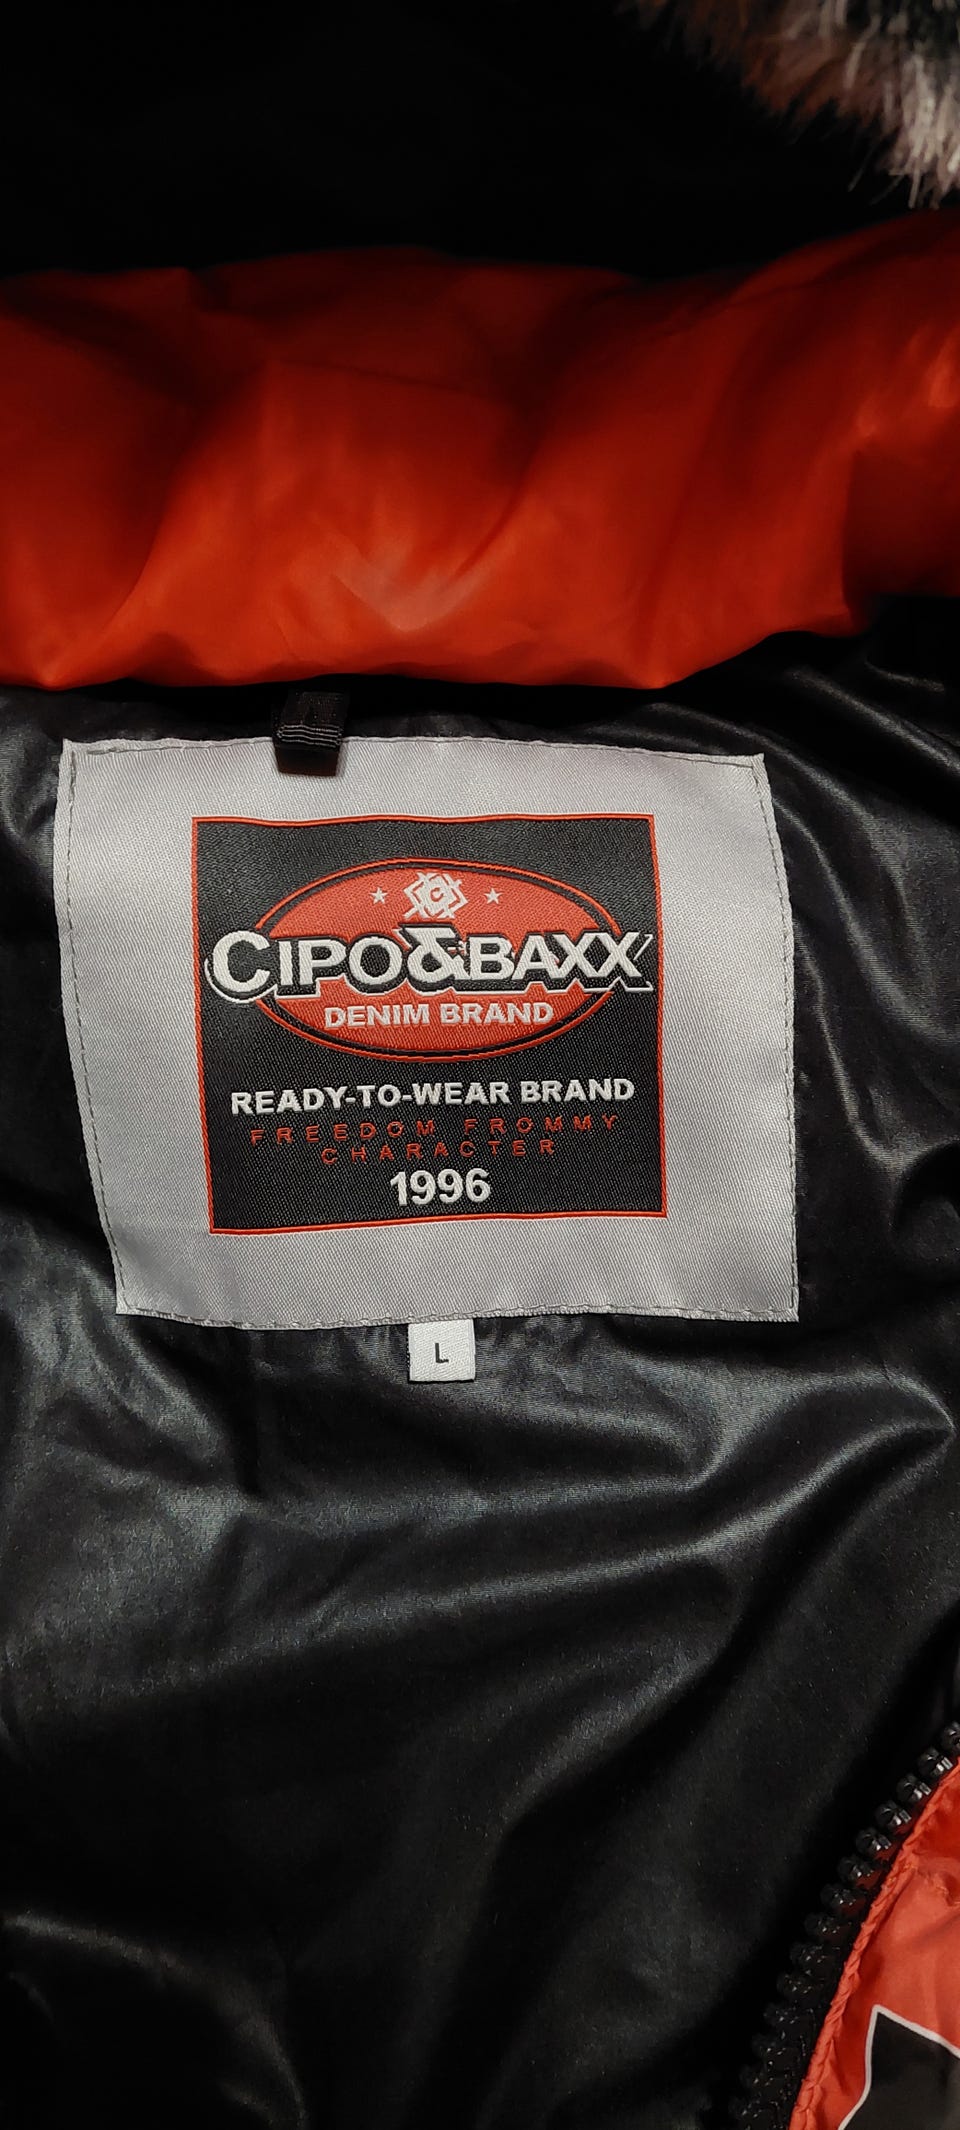 C
CIPO&BAXX
DENIM BRAND
READY-TO-WEAR BRAND
FREEDOM FROMMY
CHARACTER
1996
L